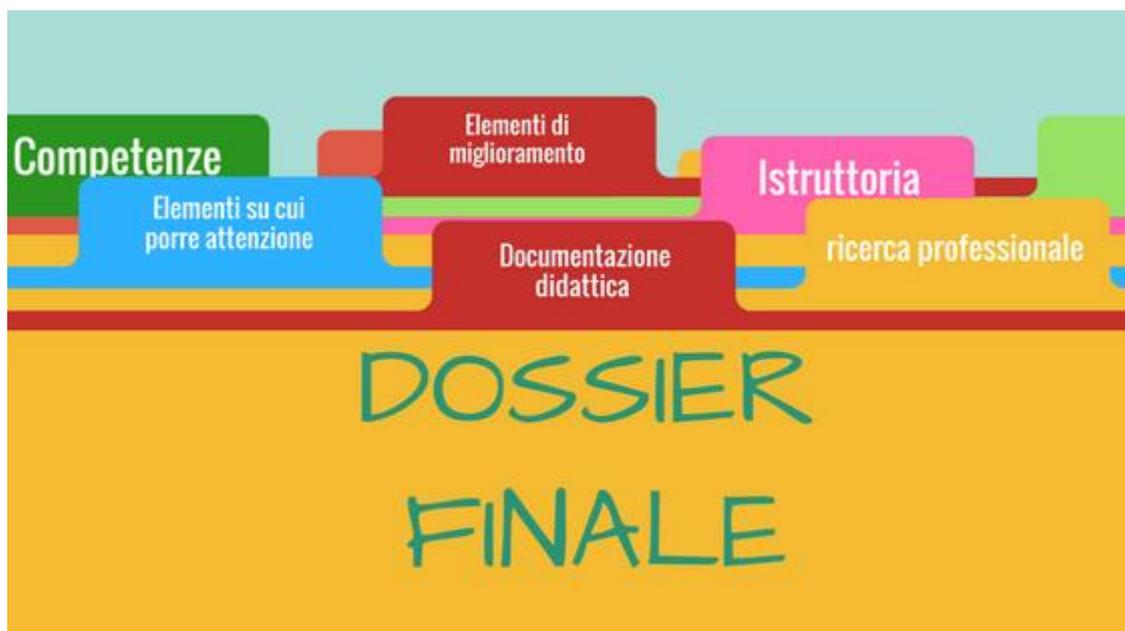 Competenze
Elementi di
miglioramento
Istruttoria
Elementi su cui
porre attenzione
Documentazione
didattica
ricerca professionale
DOSSIER
FINALE